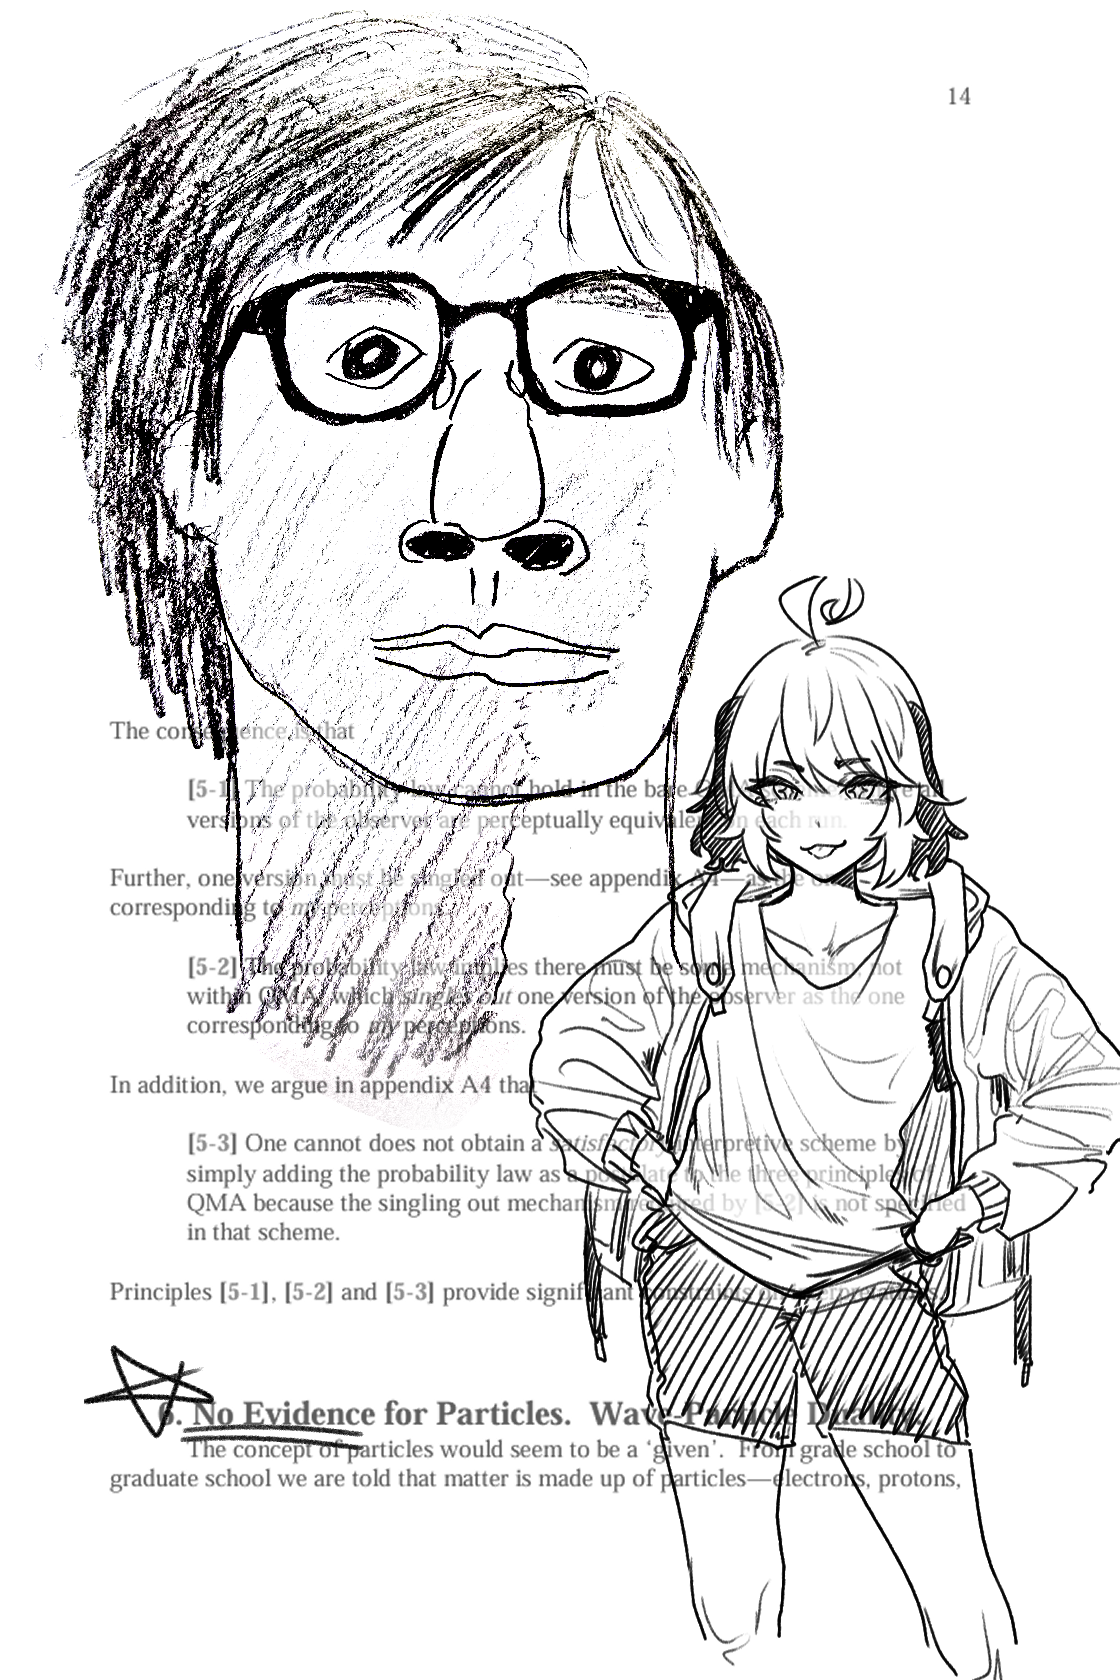 14
The consequence is that
[5-1] The probability law cannot hold in the bare
versions of the observer are perceptually equivalent on each run.
Further, one version must be singled out—see appendix A4—as the
corresponding to my perceptions.
[5-2] The probability law implies there must be some mechanism, not
within QMA, which singles out one version of the observer as the one
corresponding to my perceptions.
In addition, we argue in appendix A4 that
[5-3] One cannot does not obtain a satisfactory interpretive scheme by
simply adding the probability law as a postulate to the three principles of
QMA because the singling out mechanism required by [5-2] is not specified
in that scheme.
Principles [5-1], [5-2] and [5-3] provide significant constraints on interpretations.
6. No Evidence for Particles. Wave-Particle Duality.
The concept of particles would seem to be a ‘given’. From grade school to
graduate school we are told that matter is made up of particles—electrons, protons,